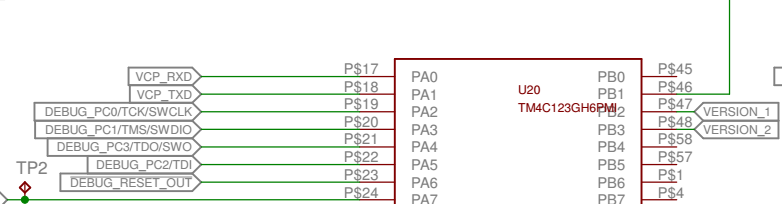 P$17 P$45
VCP_RXD PA0 PB0
P$18 U20 P$46
VCP_TXD PA1 PB1
P$19 TM4C123GH6PMI P$47
DEBUG_PC0/TCK/SWCLK PA2 PB2 VERSION_1
P$20 P$48
DEBUG_PC1/TMS/SWDIO PA3 PB3 VERSION_2
P$21 P$58
DEBUG_PC3/TDO/SWO PA4 PB4
P$22 P$57
DEBUG_PC2/TDI PA5 PB5
TP2 P$23 P$1
DEBUG_RESET_OUT PA6 PB6
P$24 P$4
PA7 PB7